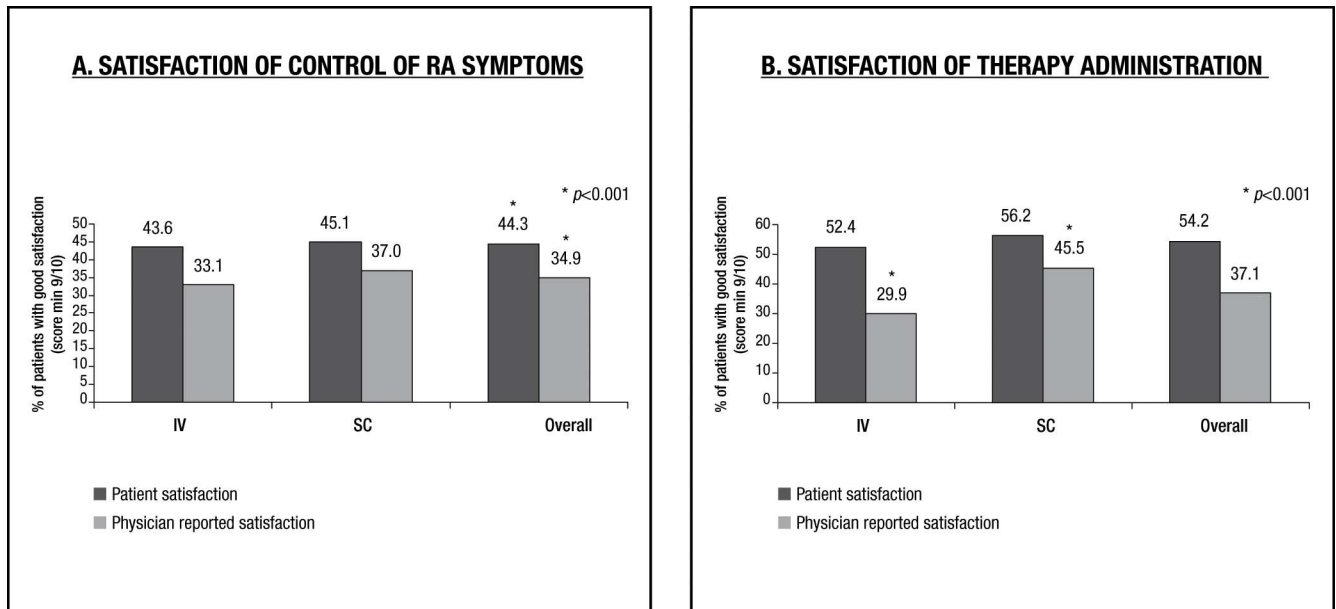 A. SATISFACTION OF CONTROL OF RA SYMPTOMS
* p<0.001
% of patients with good satisfaction
(score min 9/10)
50
45
40
35
30
25
20
15
10
5
0
43.6
33.1
45.1
37.0
*
44.3
*
34.9
IV
SC
Overall
Patient satisfaction
Physician reported satisfaction
B. SATISFACTION OF THERAPY ADMINISTRATION
* p<0.001
% of patients with good satisfaction
(score min 9/10)
60
50
40
30
20
10
0
52.4
*
29.9
56.2
*
45.5
54.2
37.1
IV
SC
Overall
Patient satisfaction
Physician reported satisfaction